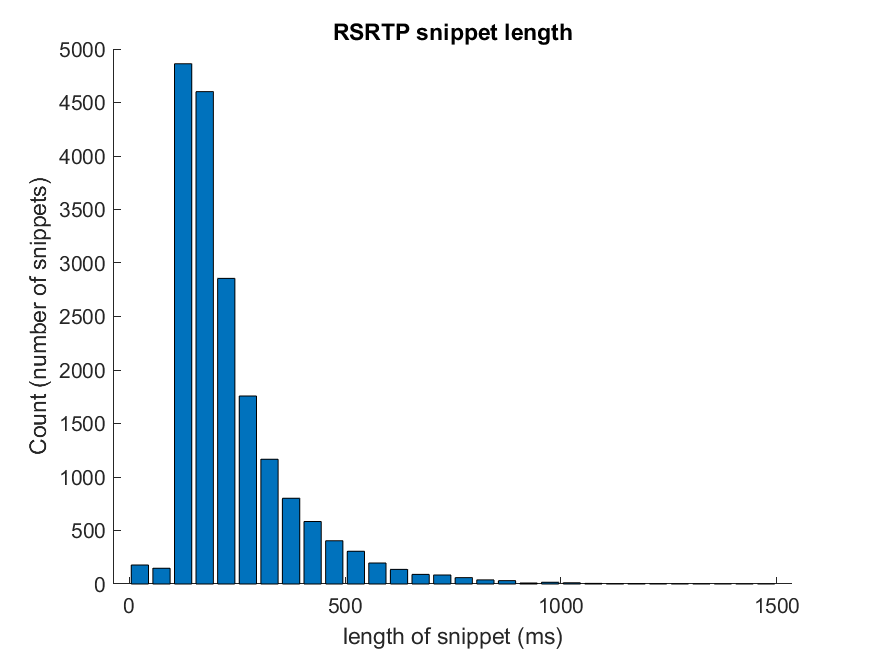 RSRTP snippet length
5000
4500
4000
3500
3000
2500
2000
1500
1000
500
0
Count (number of snippets)
0 500 1000 1500
length of snippet (ms)